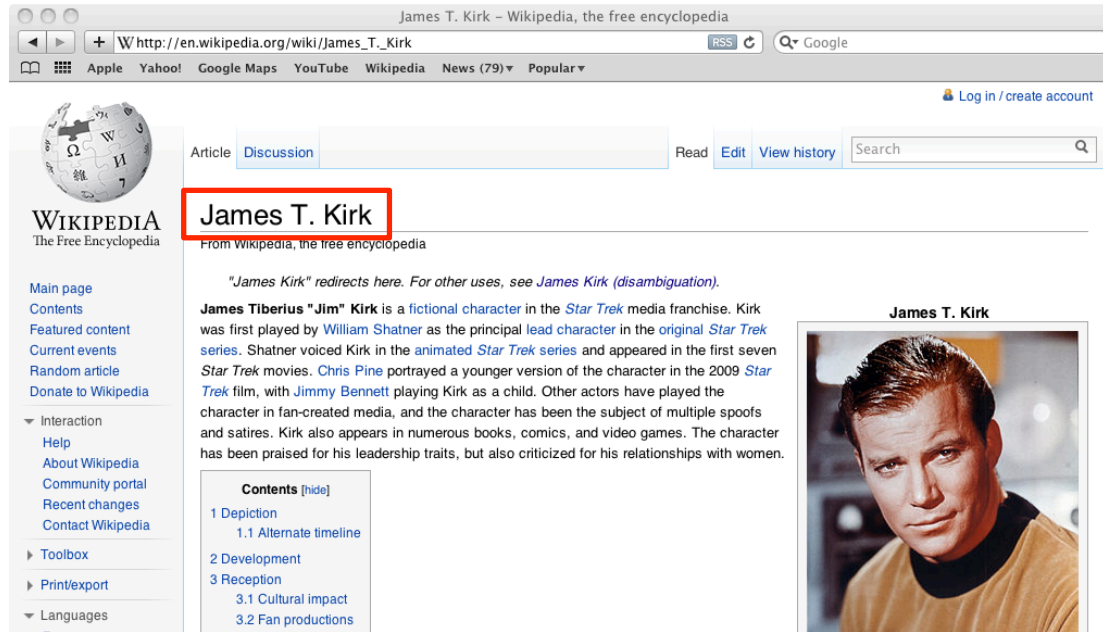 James T. Kirk – Wikipedia, the free encyclopedia
W http://en.wikipedia.org/wiki/James_T._Kirk RSS Google
Apple Yahoo! Google Maps YouTube Wikipedia News (79) Popular
Log in / create account
Article Discussion Read Edit View history Search
Ω W И 維 7
WIKIPEDIA
The Free Encyclopedia
Main page
Contents
Featured content
Current events
Random article
Donate to Wikipedia
Interaction
Help
About Wikipedia
Community portal
Recent changes
Contact Wikipedia
Toolbox
Print/export
Languages
James T. Kirk
From Wikipedia, the free encyclopedia
"James Kirk" redirects here. For other uses, see James Kirk (disambiguation).
James Tiberius "Jim" Kirk is a fictional character in the Star Trek media franchise. Kirk
was first played by William Shatner as the principal lead character in the original Star Trek
series. Shatner voiced Kirk in the animated Star Trek series and appeared in the first seven
Star Trek movies. Chris Pine portrayed a younger version of the character in the 2009 Star
Trek film, with Jimmy Bennett playing Kirk as a child. Other actors have played the
character in fan-created media, and the character has been the subject of multiple spoofs
and satires. Kirk also appears in numerous books, comics, and video games. The character
has been praised for his leadership traits, but also criticized for his relationships with women.
Contents [hide]
1 Depiction
1.1 Alternate timeline
2 Development
3 Reception
3.1 Cultural impact
3.2 Fan productions
James T. Kirk